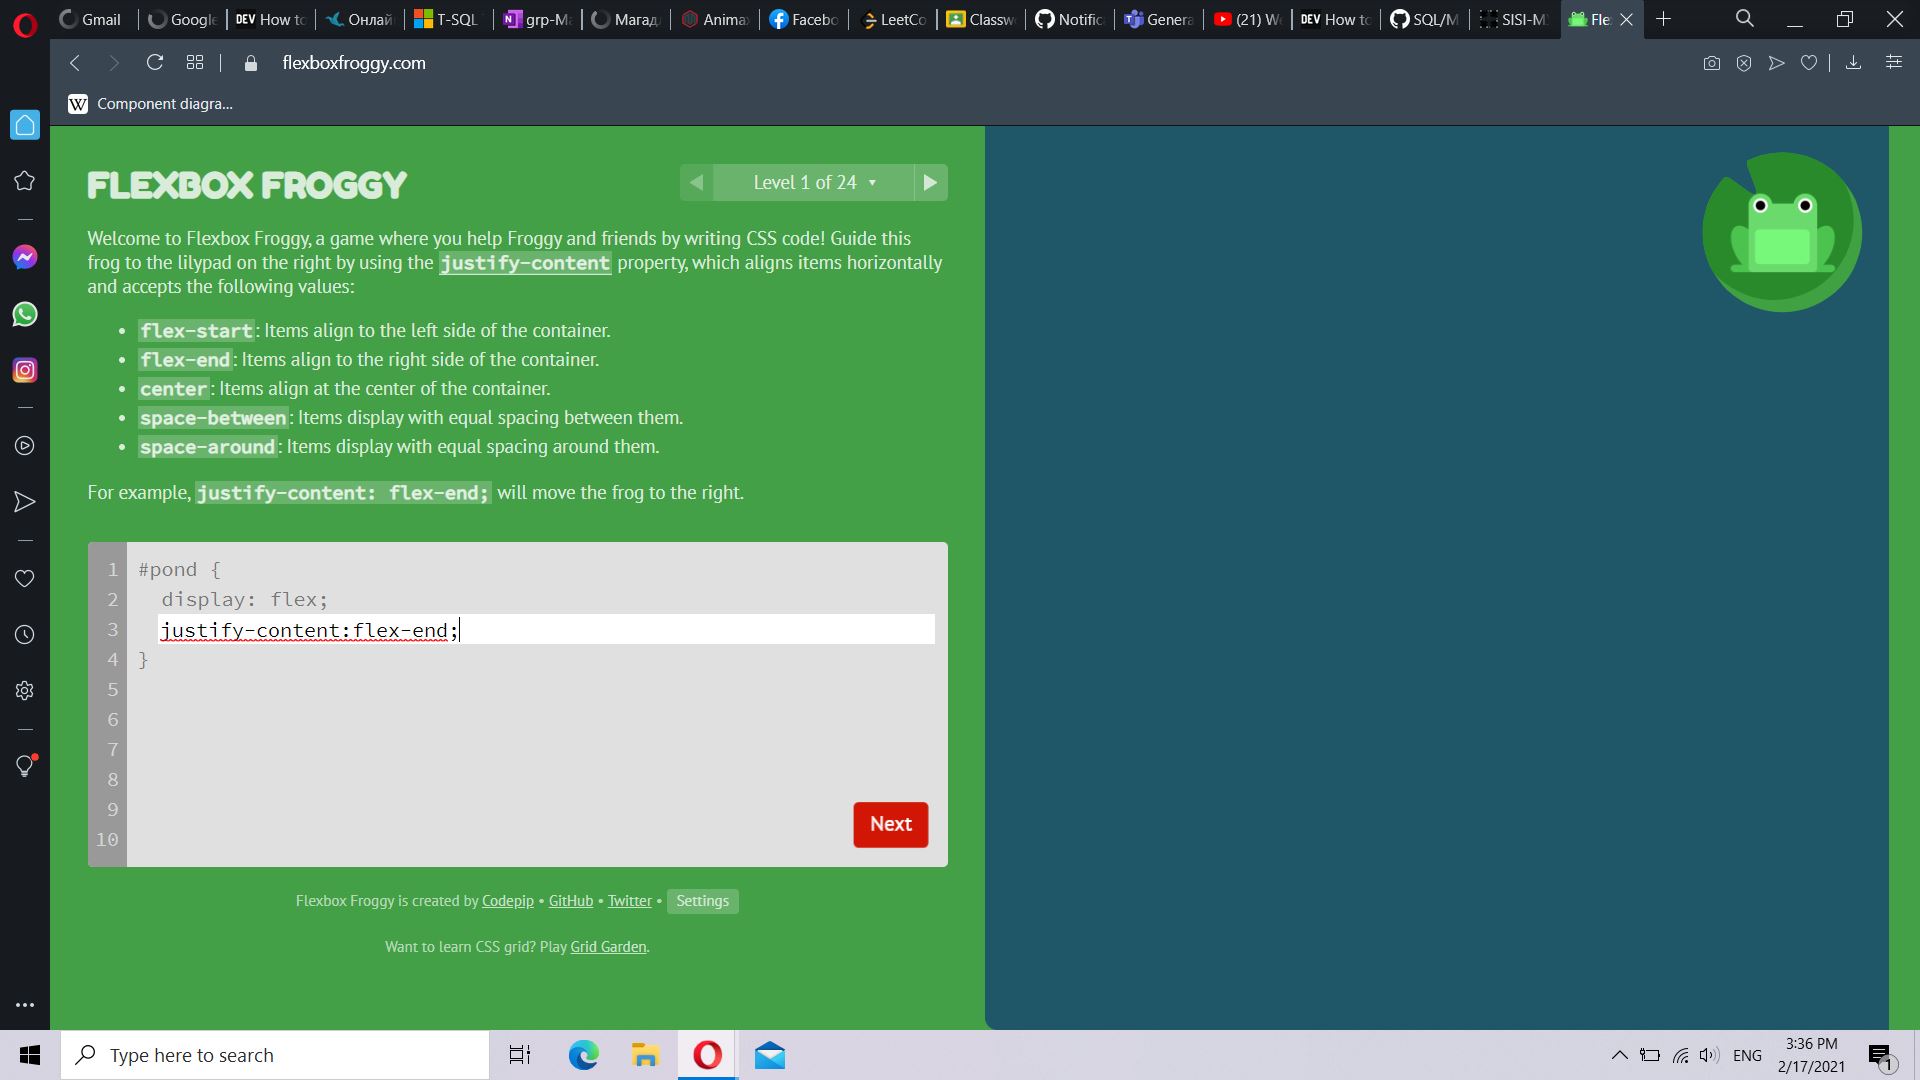 Gmail
Google
DEV How to
Онлай
T-SQL
grp-Ma
Магад
Animax
Facebo
LeetCo
Classw
Notific
Genera
(21) We
DEV How to
SQL/M
SISI-M
Fle
flexboxfroggy.com
W Component diagra...
FLEXBOX FROGGY
Level 1 of 24
Welcome to Flexbox Froggy, a game where you help Froggy and friends by writing CSS code! Guide this
frog to the lilypad on the right by using the justify-content property, which aligns items horizontally
and accepts the following values:
• flex-start: Items align to the left side of the container.
• flex-end: Items align to the right side of the container.
• center: Items align at the center of the container.
• space-between: Items display with equal spacing between them.
• space-around: Items display with equal spacing around them.
For example, justify-content: flex-end; will move the frog to the right.
1 #pond {
2 display: flex;
3 justify-content:flex-end;
4 }
5
6
7
8
9
10
Next
Flexbox Froggy is created by Codepip • GitHub • Twitter • Settings
Want to learn CSS grid? Play Grid Garden.
Type here to search
ENG
3:36 PM
2/17/2021
1